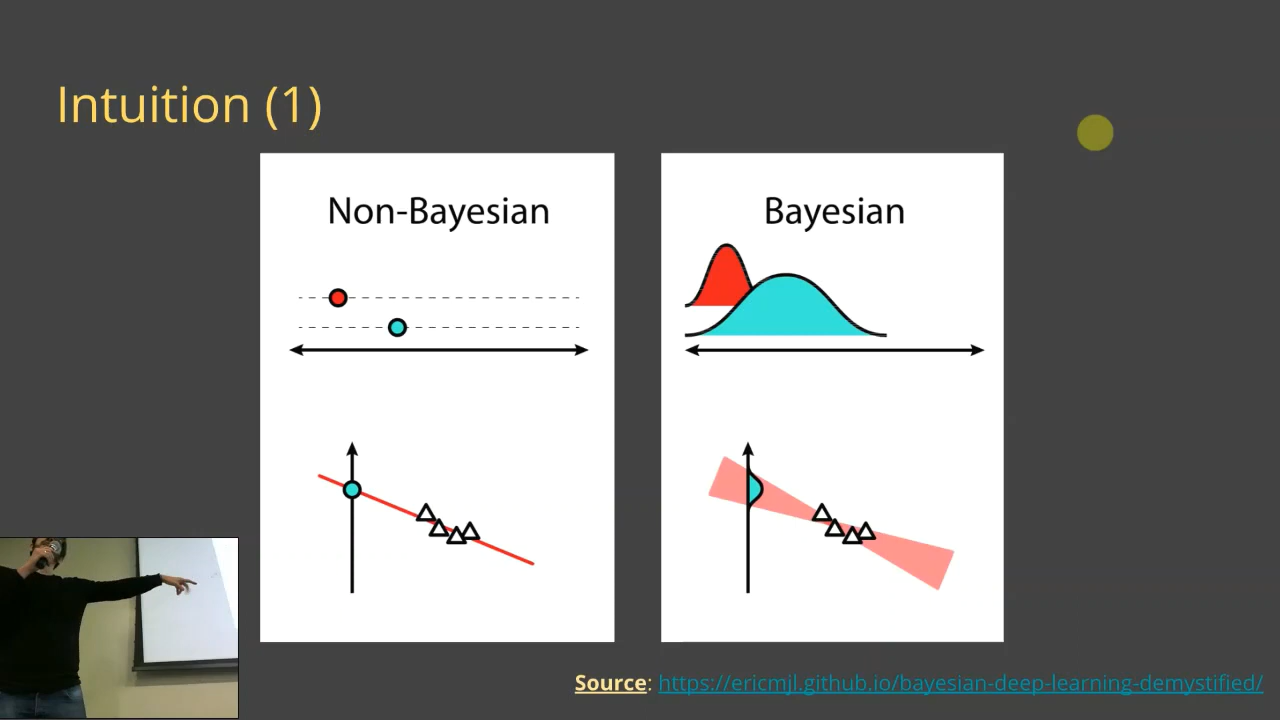 Intuition (1)
Non-Bayesian
Bayesian
Source: https://ericmjl.github.io/bayesian-deep-learning-demystified/